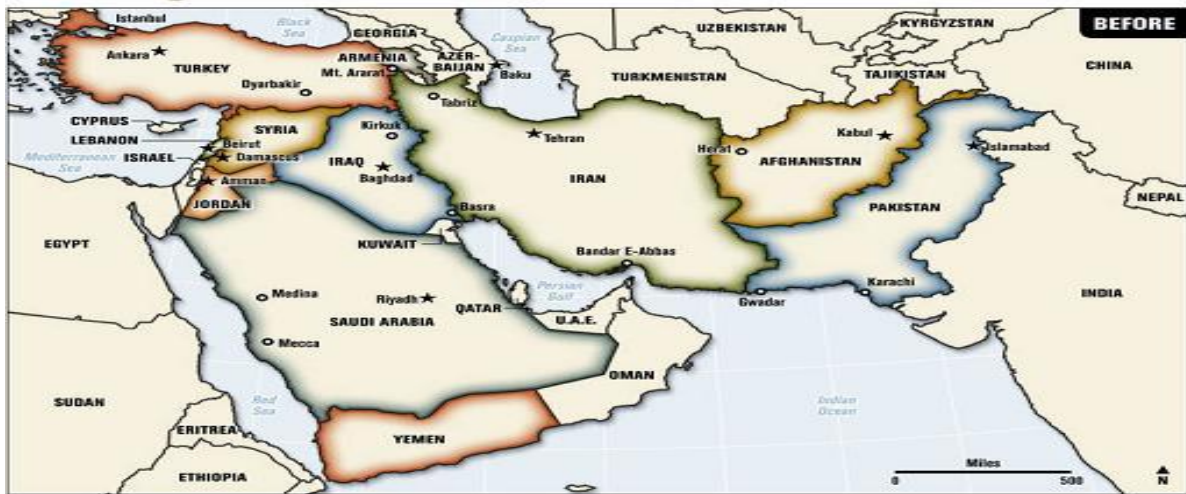 BEFORE
Istanbul
Black
Sea
GEORGIA
Caspian
Sea
UZBEKISTAN
KYRGYZSTAN
Ankara
TURKEY
ARMENIA
Mt. Ararat
AZER-
BAIJAN
Baku
TURKMENISTAN
TAJIKISTAN
CHINA
Dyarbakir
Tabriz
CYPRUS
LEBANON
SYRIA
Beirut
Kirkuk
Tehran
Herat
Kabul
Islamabad
Mediterranean
Sea
ISRAEL
Damascus
IRAQ
Baghdad
IRAN
AFGHANISTAN
Amman
JORDAN
Basra
PAKISTAN
NEPAL
EGYPT
KUWAIT
Bandar E-Abbas
Medina
Riyadh
QATAR
Persian
Gulf
Gwadar
Karachi
INDIA
SAUDI ARABIA
U.A.E.
Mecca
OMAN
SUDAN
Red
Sea
Indian
Ocean
ERITREA
YEMEN
ETHIOPIA
Miles
0
500
N